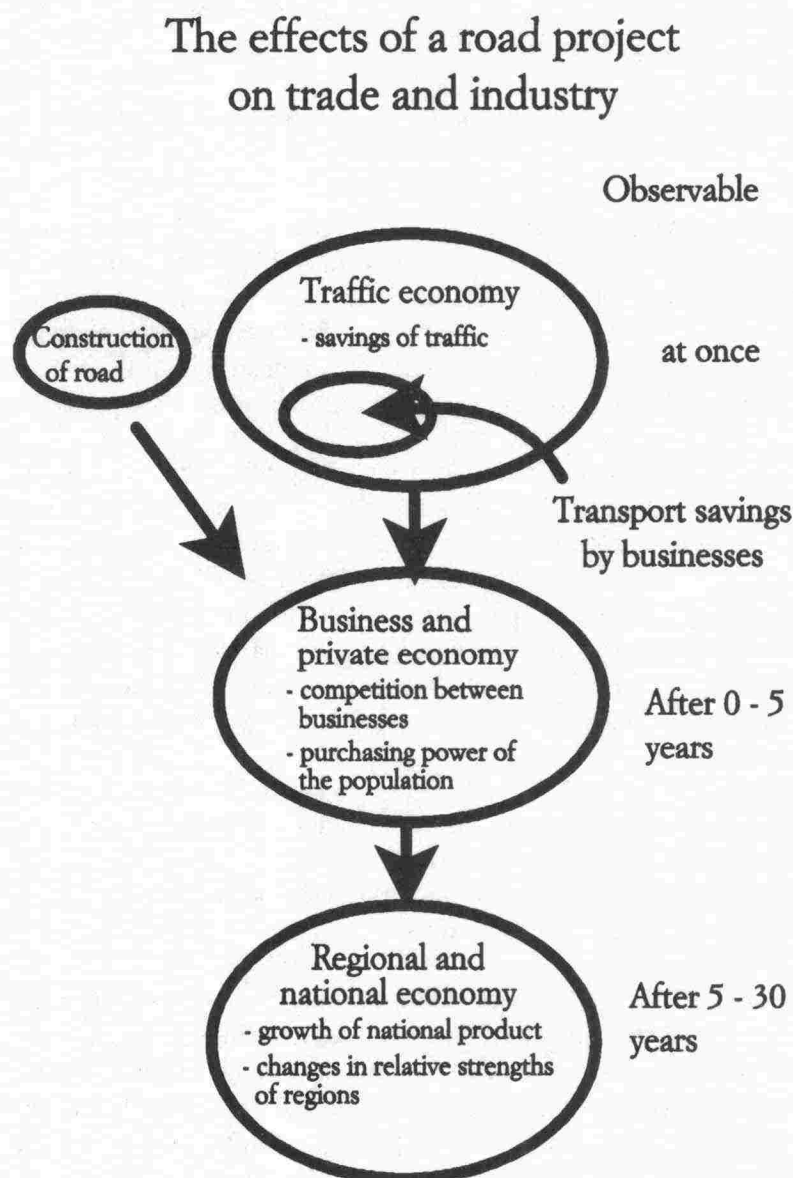 The effects of a road project
on trade and industry
Observable
Traffic economy
- savings of traffic
Construction
of road
at once
Transport savings
by businesses
Business and
private economy
- competition between
businesses
- purchasing power of
the population
After 0 - 5
years
Regional and
national economy
- growth of national product
- changes in relative strengths
of regions
After 5 - 30
years